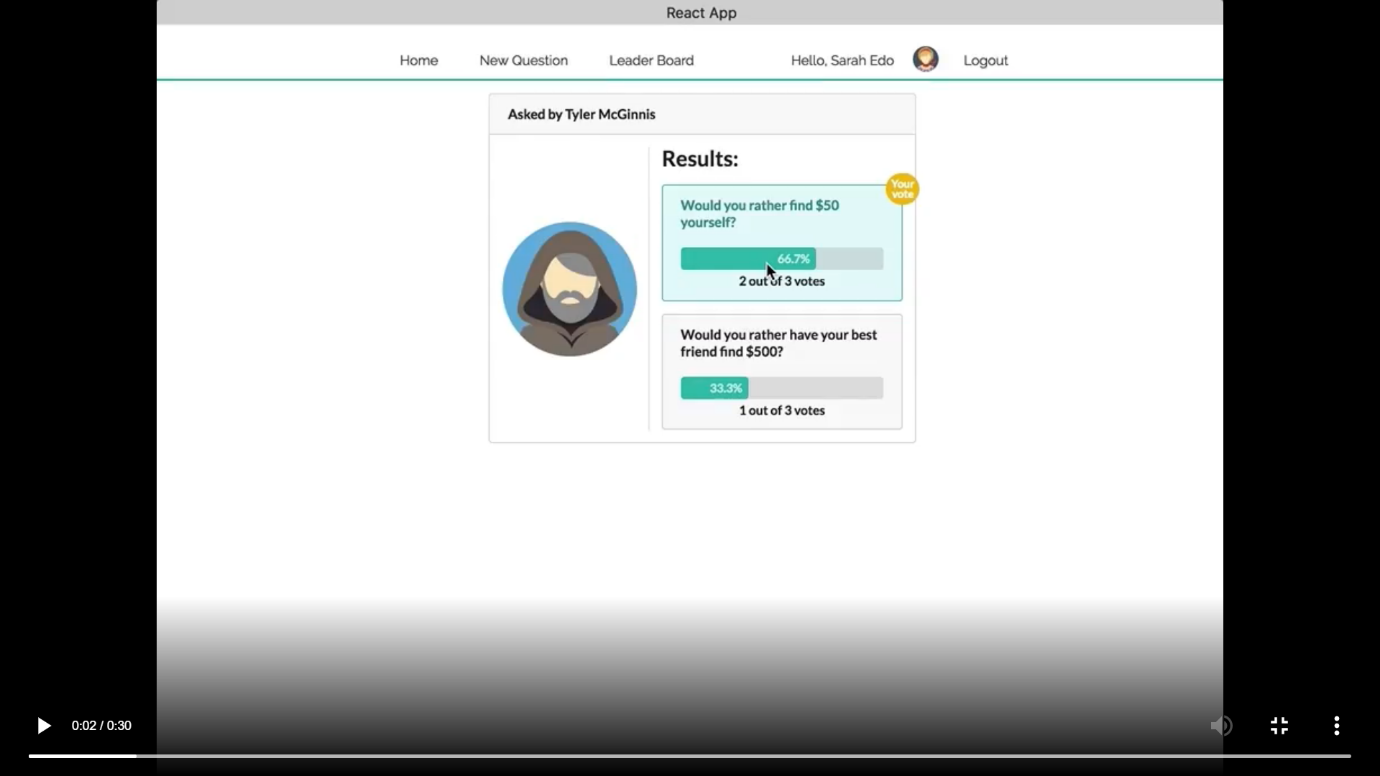 React App
Home New Question Leader Board Hello, Sarah Edo Logout
Asked by Tyler McGinnis
Results:
Your
vote
Would you rather find $50
yourself?
66.7%
2 out of 3 votes
Would you rather have your best
friend find $500?
33.3%
1 out of 3 votes
0:02 / 0:30